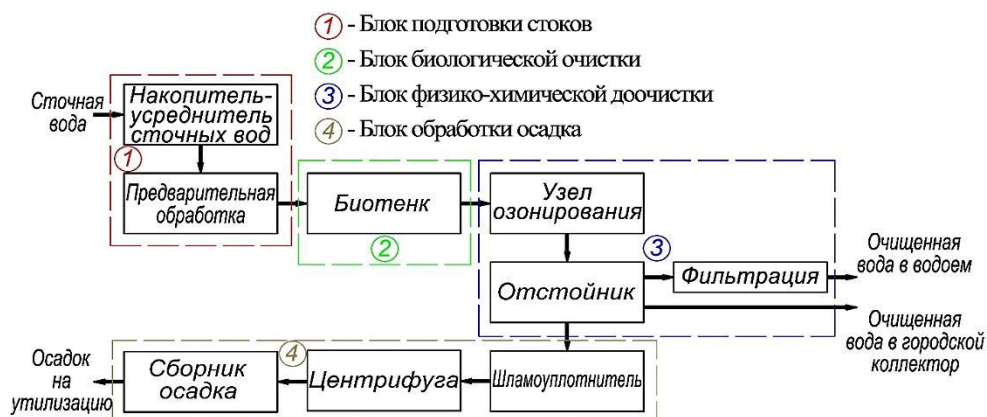 1 - Блок подготовки стоков
2 - Блок биологической очистки
3 - Блок физико-химической доочистки
4 - Блок обработки осадка
Сточная
вода
Накопитель-
усреднитель
сточных вод
1
Предварительная
обработка
Биотенк
2
Узел
озонирования
3
Отстойник
Фильтрация
Очищенная
вода в водоем
Очищенная
вода в городской
коллектор
Осадок
на
утилизацию
Сборник
осадка
4
Центрифуга
Шламоуплотнитель